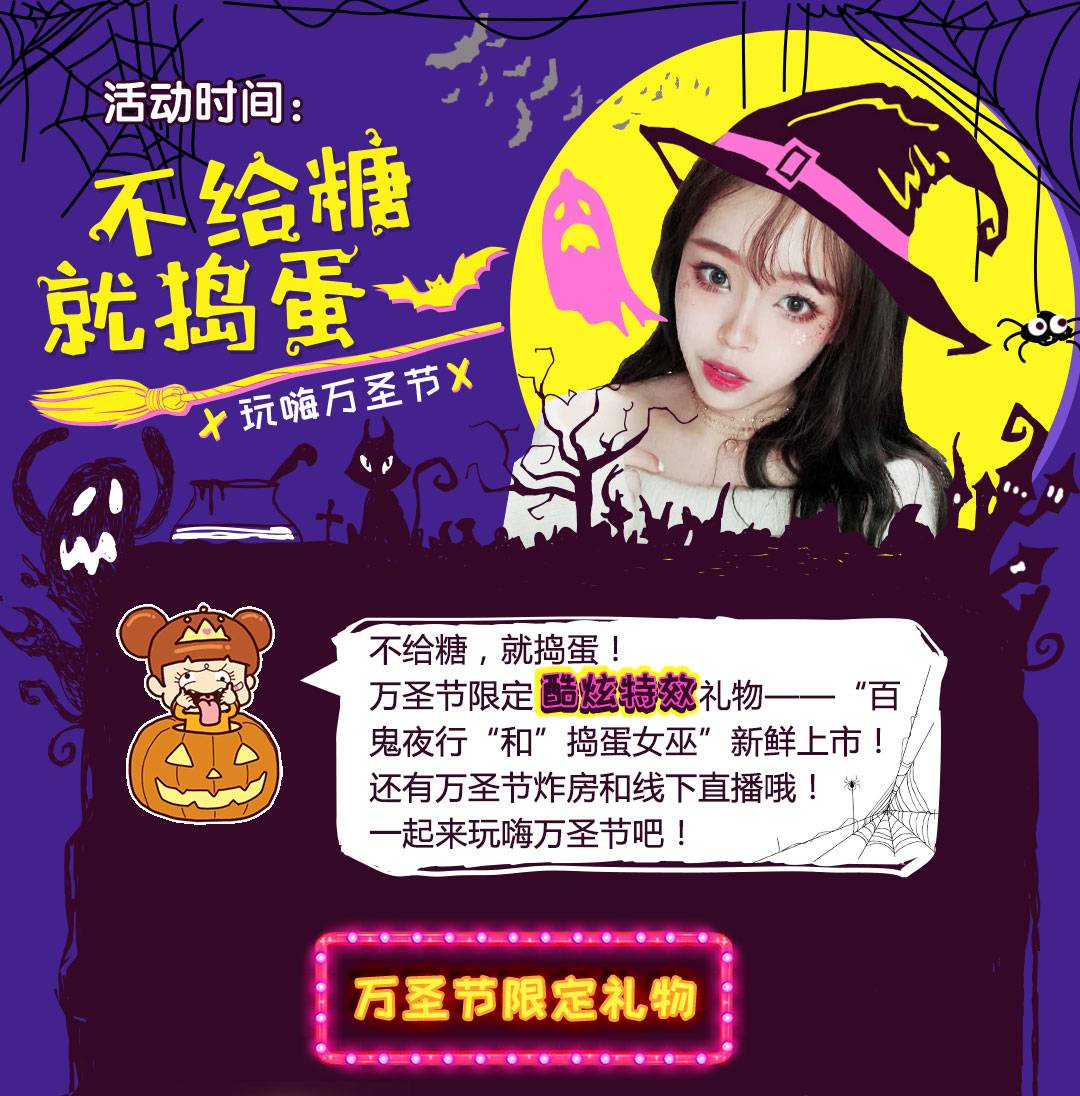 活动时间：
不给糖
就捣蛋
x 玩嗨万圣节 x
不给糖，就捣蛋！
万圣节限定 酷炫特效 礼物——“百
鬼夜行“和”捣蛋女巫”新鲜上市！
还有万圣节炸房和线下直播哦！
一起来玩嗨万圣节吧！
万圣节限定礼物